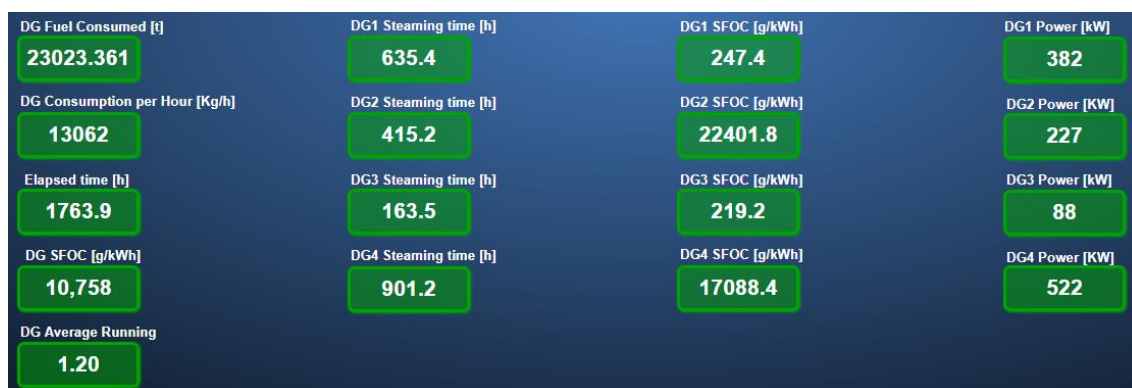 DG Fuel Consumed [t] DG1 Steaming time [h] DG1 SFOC [g/kWh] DG1 Power [kW]
23023.361 635.4 247.4 382
DG Consumption per Hour [Kg/h] DG2 Steaming time [h] DG2 SFOC [g/kWh] DG2 Power [KW]
13062 415.2 22401.8 227
Elapsed time [h] DG3 Steaming time [h] DG3 SFOC [g/kWh] DG3 Power [kW]
1763.9 163.5 219.2 88
DG SFOC [g/kWh] DG4 Steaming time [h] DG4 SFOC [g/kWh] DG4 Power [KW]
10,758 901.2 17088.4 522
DG Average Running
1.20